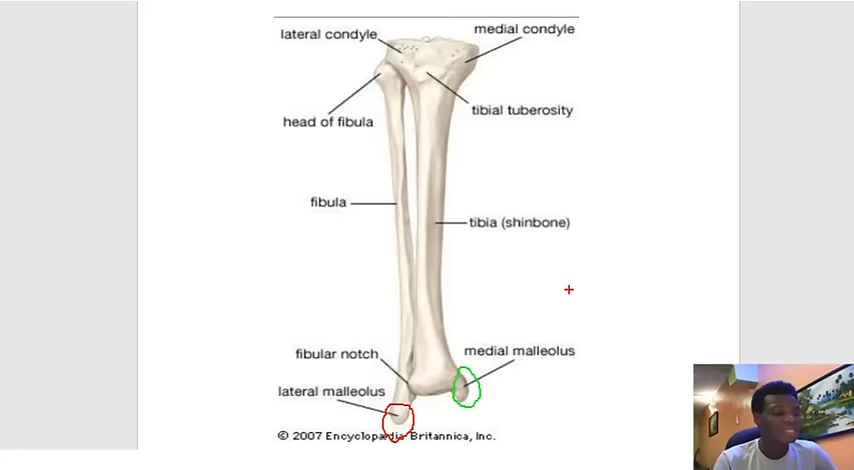 lateral condyle
medial condyle
head of fibula
tibial tuberosity
fibula
tibia (shinbone)
fibular notch
medial malleolus
lateral malleolus
© 2007 Encyclopædia Britannica, Inc.